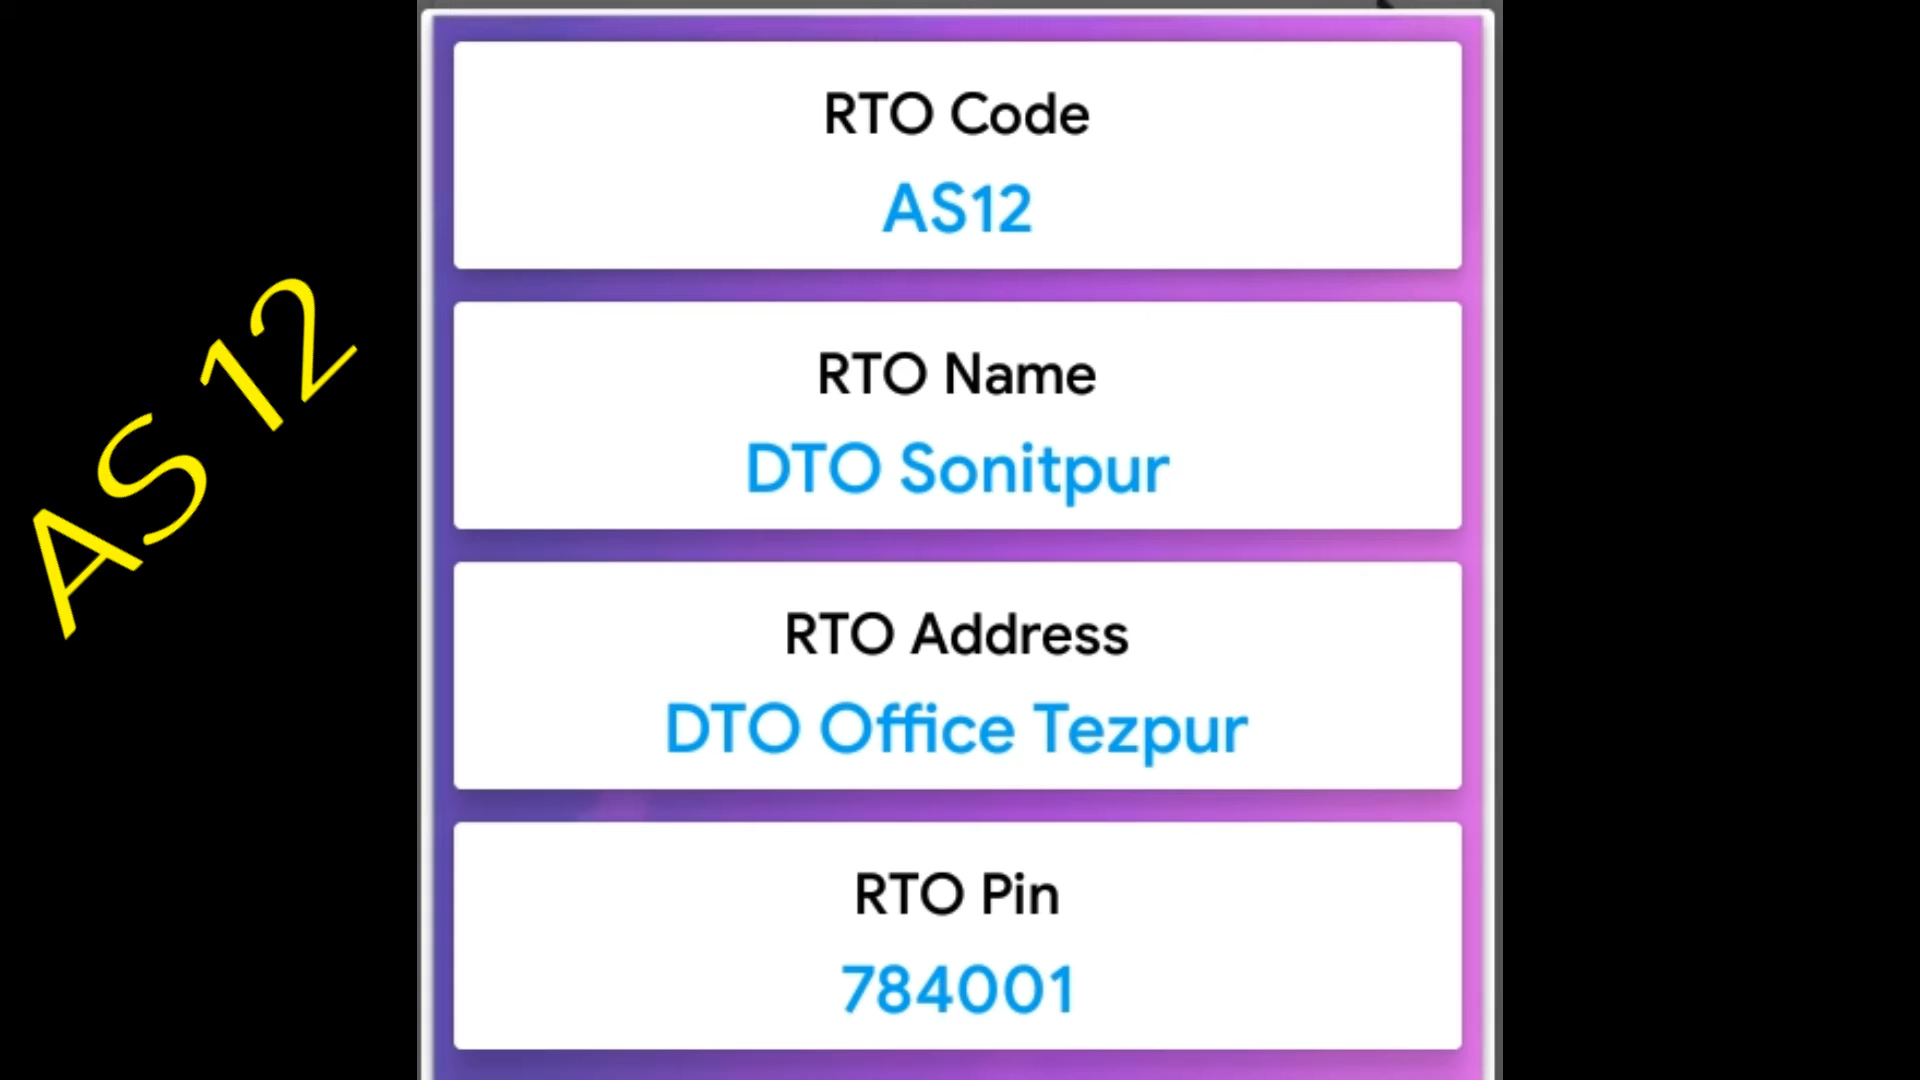 AS 12
RTO Code
AS12
RTO Name
DTO Sonitpur
RTO Address
DTO Office Tezpur
RTO Pin
784001